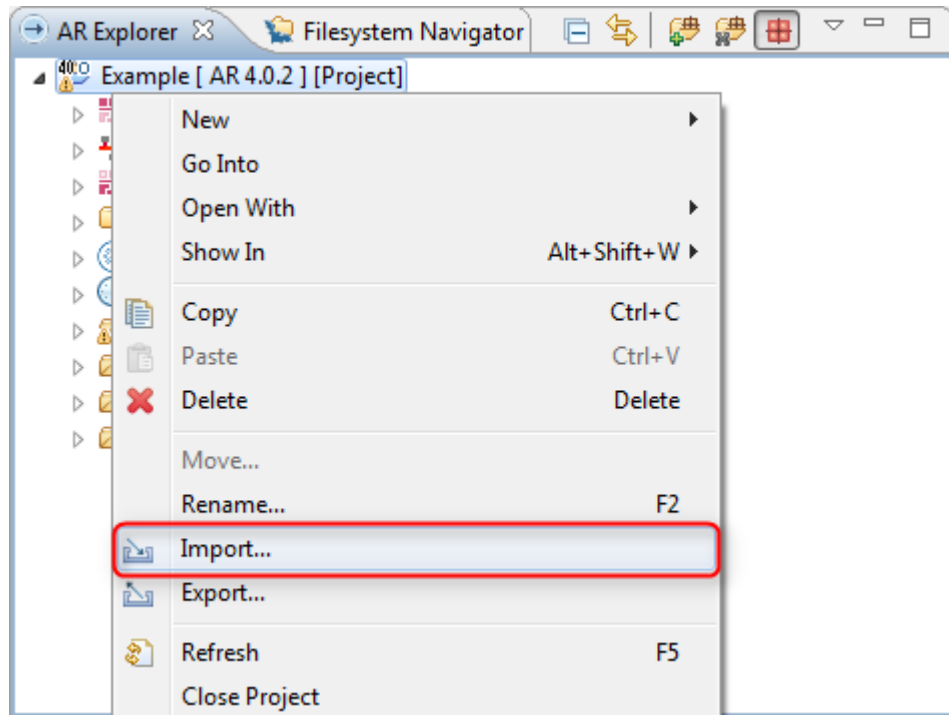 AR Explorer Filesystem Navigator
Example [ AR 4.0.2 ] [Project]
New
Go Into
Open With
Show In Alt+Shift+W
Copy Ctrl+C
Paste Ctrl+V
Delete Delete
Move...
Rename... F2
Import...
Export...
Refresh F5
Close Project